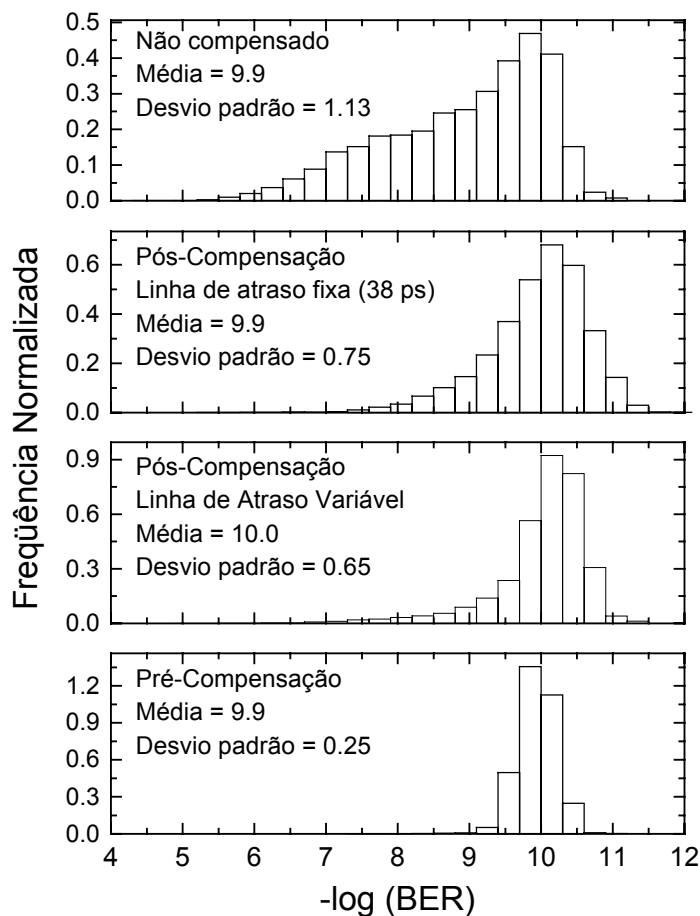 Freqüência Normalizada
0.5
0.4
0.3
0.2
0.1
0.0
Não compensado
Média = 9.9
Desvio padrão = 1.13
0.6
0.4
0.2
0.0
Pós-Compensação
Linha de atraso fixa (38 ps)
Média = 9.9
Desvio padrão = 0.75
0.9
0.6
0.3
0.0
Pós-Compensação
Linha de Atraso Variável
Média = 10.0
Desvio padrão = 0.65
1.2
0.9
0.6
0.3
0.0
Pré-Compensação
Média = 9.9
Desvio padrão = 0.25
4 5 6 7 8 9 10 11 12
-log (BER)